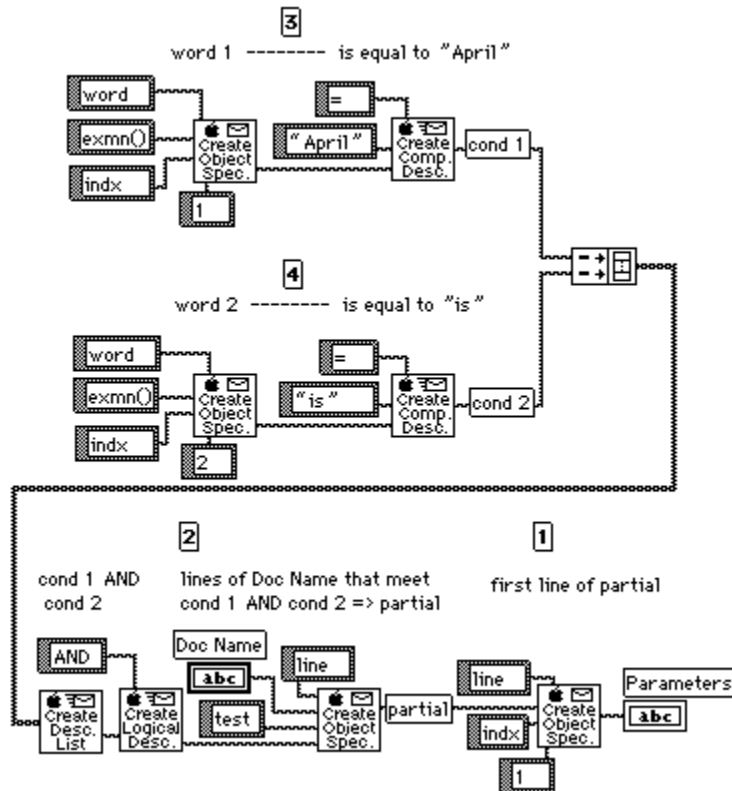 3
word 1 --------- is equal to "April"
word
=
exmn()
Create
Object
Spec.
"April"
Create
Comp.
Desc.
cond 1
indx
1
4
word 2 --------- is equal to "is"
word
=
exmn()
Create
Object
Spec.
"is"
Create
Comp.
Desc.
cond 2
indx
2
2
1
cond 1 AND
cond 2
lines of Doc Name that meet
cond 1 AND cond 2 => partial
first line of partial
Doc Name
AND
abc
line
line
Parameters
abc
Create
Desc.
List
Create
Logical
Desc.
test
Create
Object
Spec.
partial
indx
Create
Object
Spec.
1